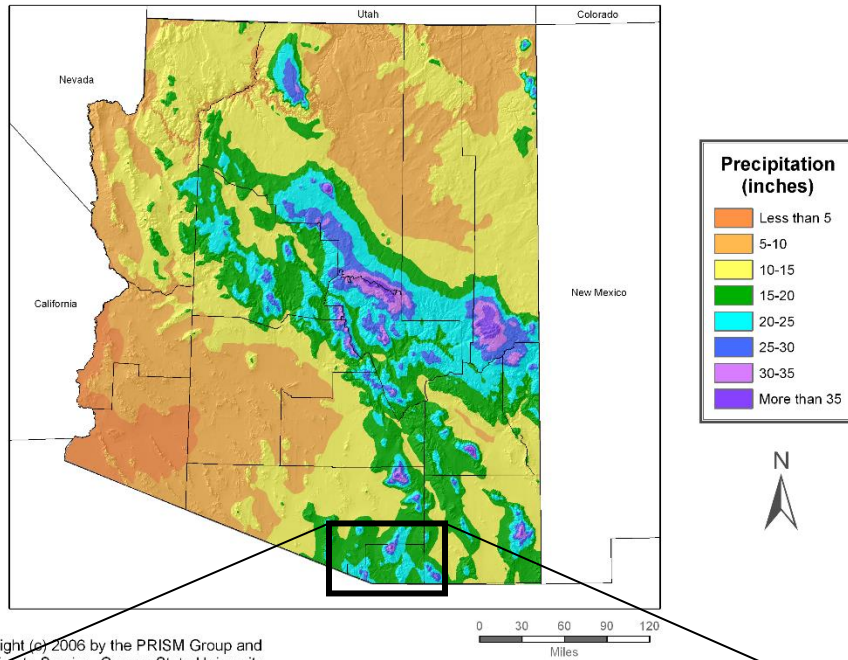 Utah
Colorado
Nevada
California
New Mexico
Precipitation
(inches)
Less than 5
5-10
10-15
15-20
20-25
25-30
30-35
More than 35
N
0 30 60 90 120
Miles
2006 by the PRISM Group and
State University